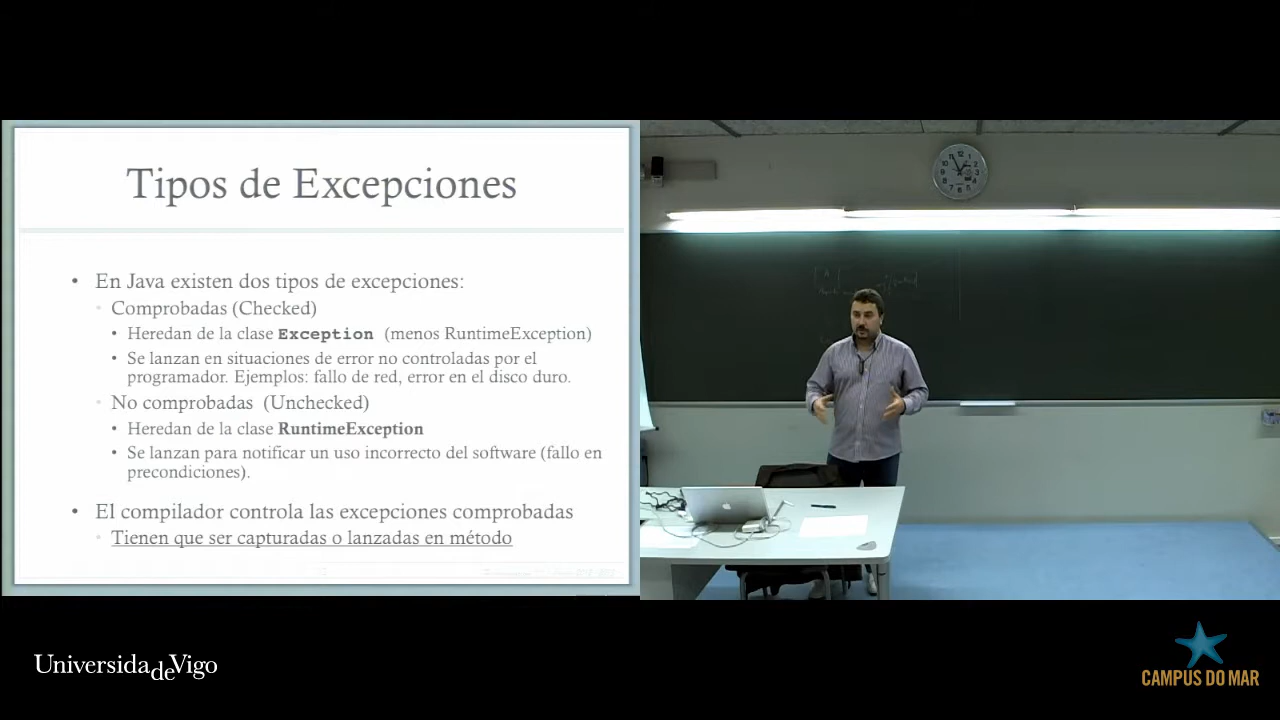 Tipos de Excepciones
• En Java existen dos tipos de excepciones:
• Comprobadas (Checked)
• Heredan de la clase Exception (menos RuntimeException)
• Se lanzan en situaciones de error no controladas por el
programador. Ejemplos: fallo de red, error en el disco duro.
• No comprobadas (Unchecked)
• Heredan de la clase RuntimeException
• Se lanzan para notificar un uso incorrecto del software (fallo en
precondiciones).
• El compilador controla las excepciones comprobadas
• Tienen que ser capturadas o lanzadas en método
UniversidadeVigo
CAMPUS DO MAR